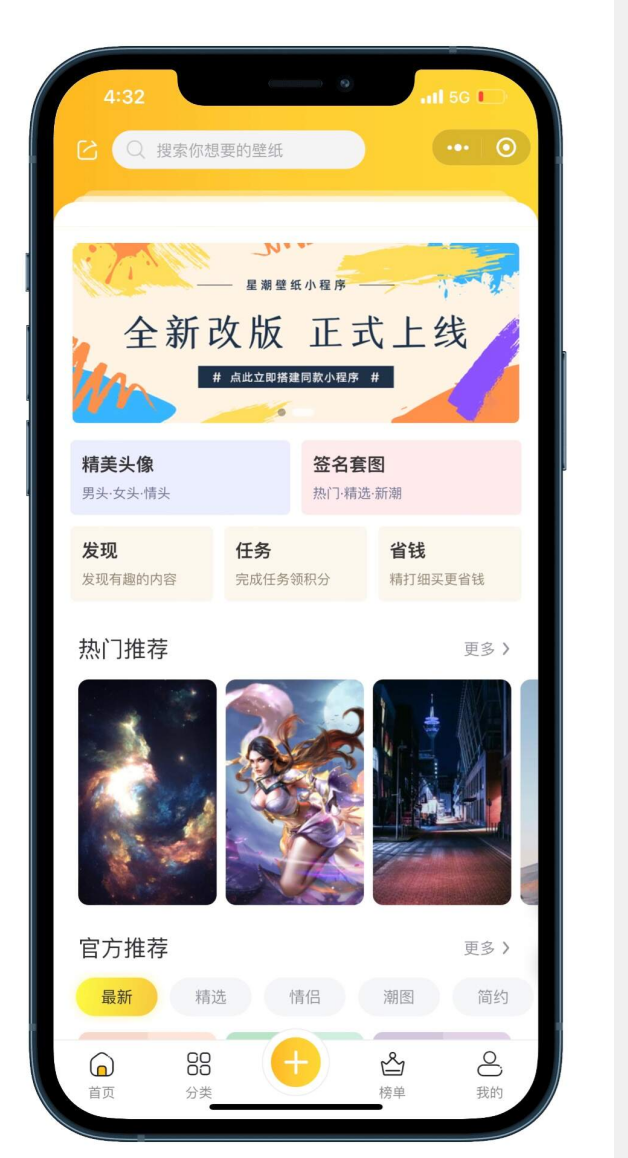 4:32
5G
搜索你想要的壁纸
星潮壁纸小程序
全新改版 正式上线
# 点此立即搭建同款小程序 #
精美头像
男头·女头·情头
签名套图
热门·精选·新潮
发现
发现有趣的内容
任务
完成任务领积分
省钱
精打细买更省钱
热门推荐
更多
官方推荐
更多
最新 精选 情侣 潮图 简约
首页 分类 榜单 我的